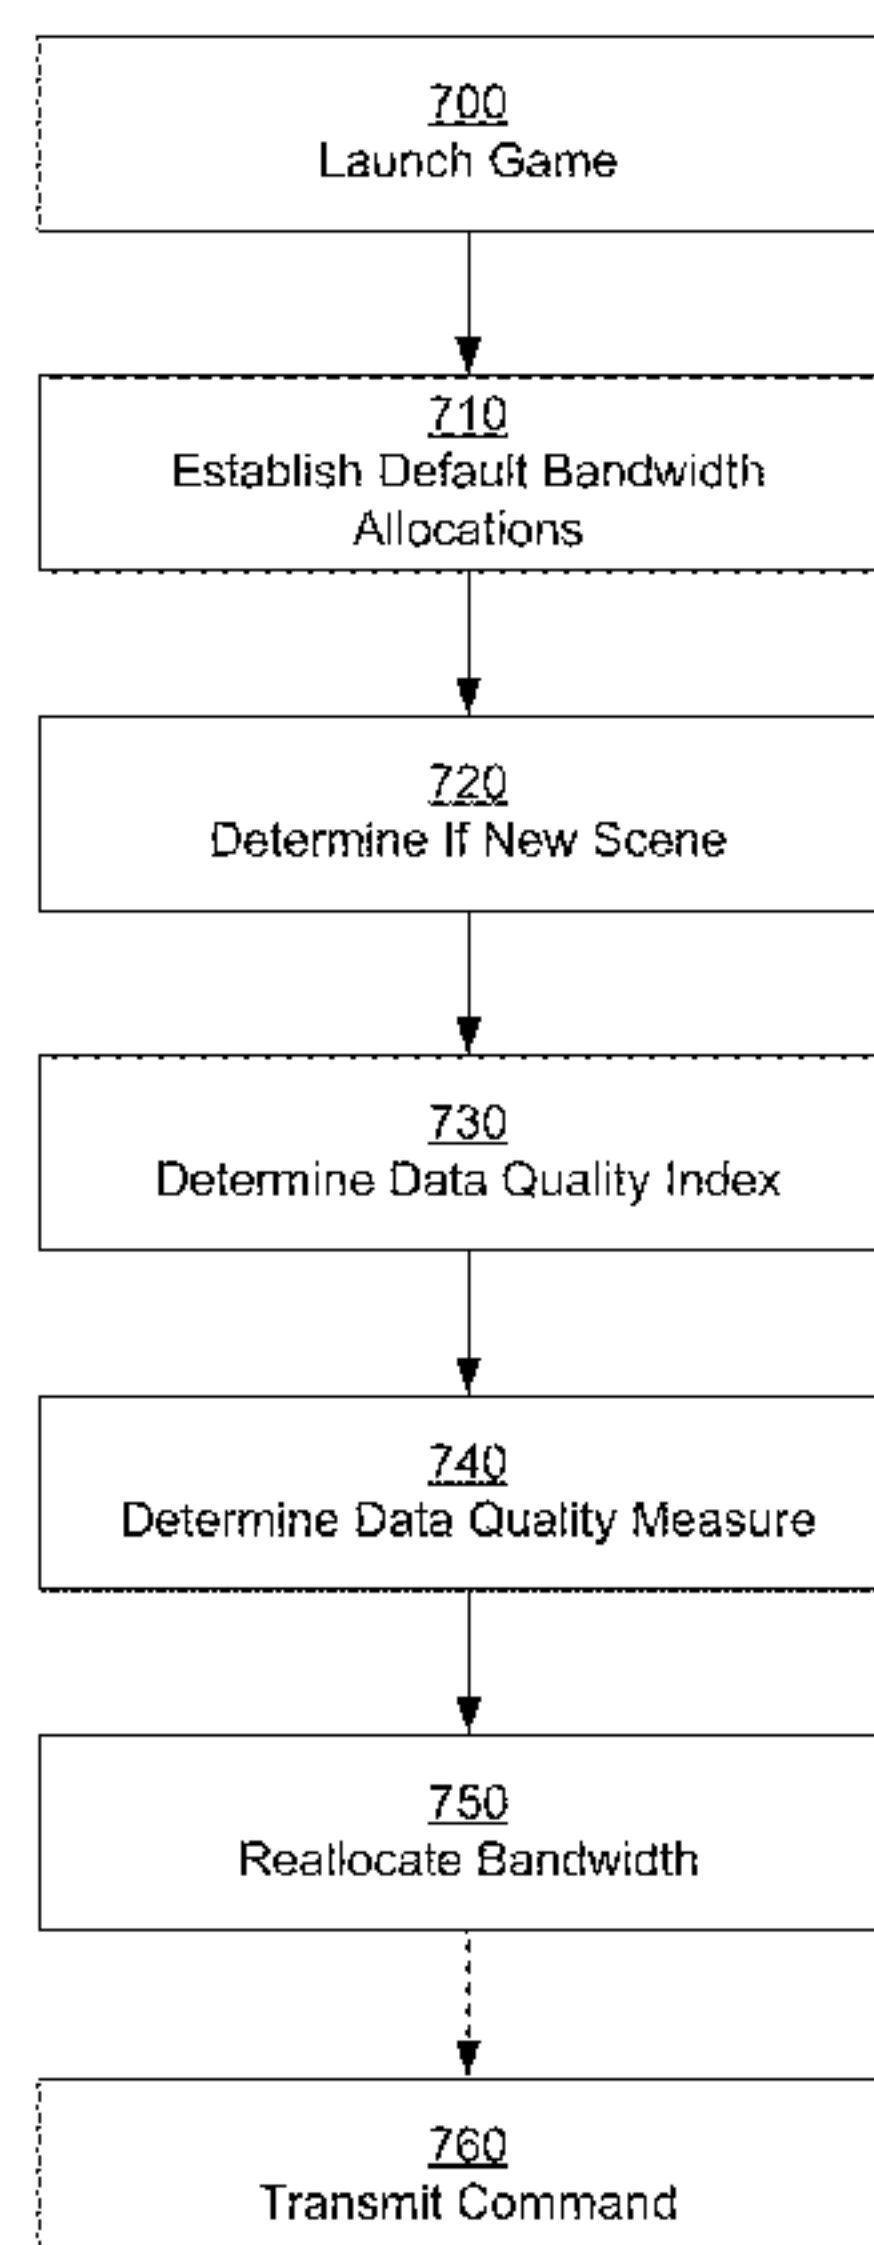 700
Launch Game
710
Establish Default Bandwidth
Allocations
720
Determine If New Scene
730
Determine Data Quality Index
740
Determine Data Quality Measure
750
Reallocate Bandwidth
760
Transmit Command